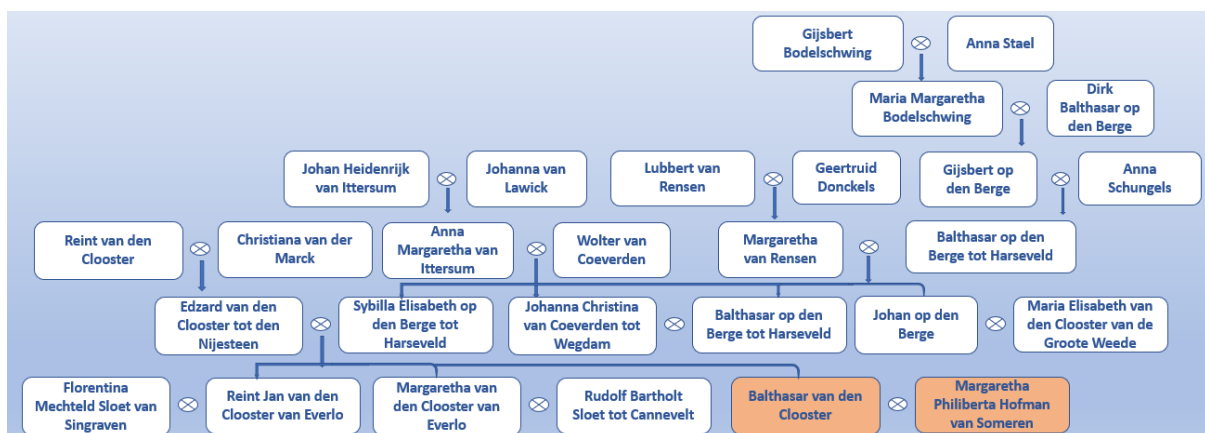 Gijsbert
Bodelschwing
Anna Stael
Maria Margaretha
Bodelschwing
Dirk
Balthasar op
den Berge
Johan Heidenrijk
van Ittersum
Johanna van
Lawick
Lubbert van
Rensen
Geertruid
Donckels
Gijsbert op
den Berge
Anna
Schungels
Reint van den
Clooster
Christiana van der
Marck
Anna
Margaretha van
Ittersum
Wolter van
Coeverden
Margaretha
van Rensen
Balthasar op den
Berge tot Harseveld
Edzard van den
Clooster tot den
Nijesteen
Sybilla Elisabeth op
den Berge tot
Harseveld
Johanna Christina
van Coeverden tot
Wegdam
Balthasar op den
Berge tot Harseveld
Johan op den
Berge
Maria Elisabeth van
den Clooster van de
Groote Weede
Florentina
Mechteld Sloet van
Singraven
Reint Jan van den
Clooster van Everlo
Margaretha van
den Clooster van
Everlo
Rudolf Bartholt
Sloet tot Cannevelt
Balthasar van den
Clooster
Margaretha
Philiberta Hofman
van Someren